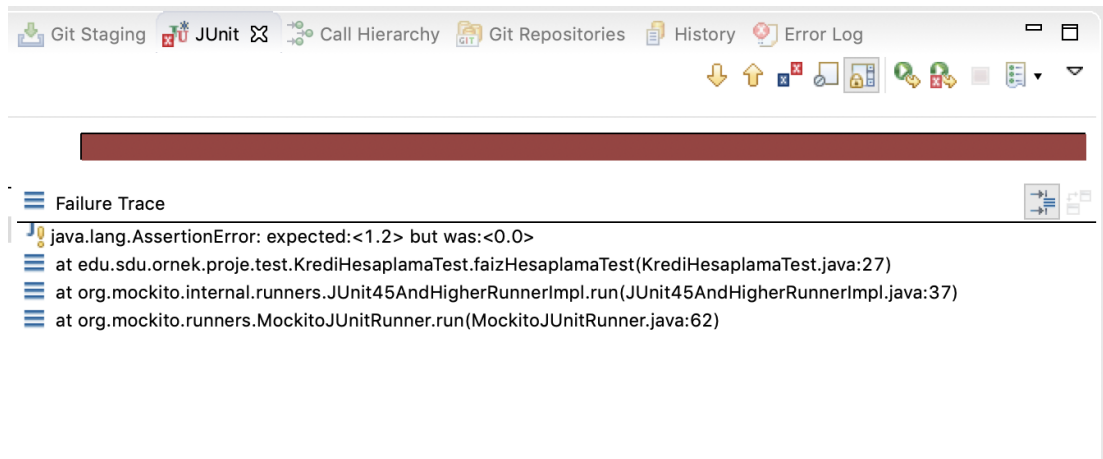 Git Staging JUnit Call Hierarchy Git Repositories History Error Log
Failure Trace
java.lang.AssertionError: expected:<1.2> but was:<0.0>
at edu.sdu.ornek.proje.test.KrediHesaplamaTest.faizHesaplamaTest(KrediHesaplamaTest.java:27)
at org.mockito.internal.runners.JUnit45AndHigherRunnerImpl.run(JUnit45AndHigherRunnerImpl.java:37)
at org.mockito.runners.MockitoJUnitRunner.run(MockitoJUnitRunner.java:62)